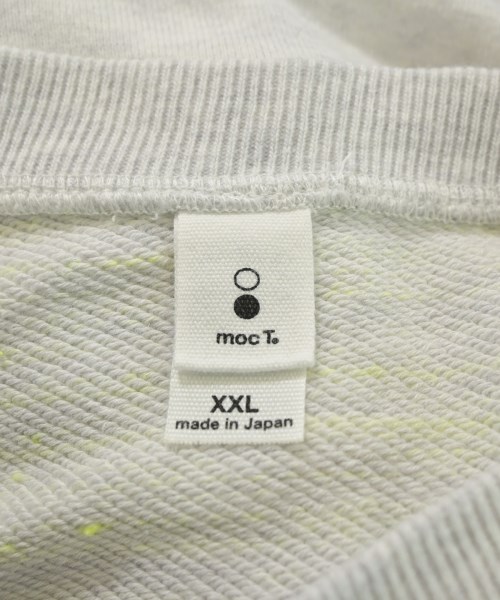 moc T.
XXL
made in Japan